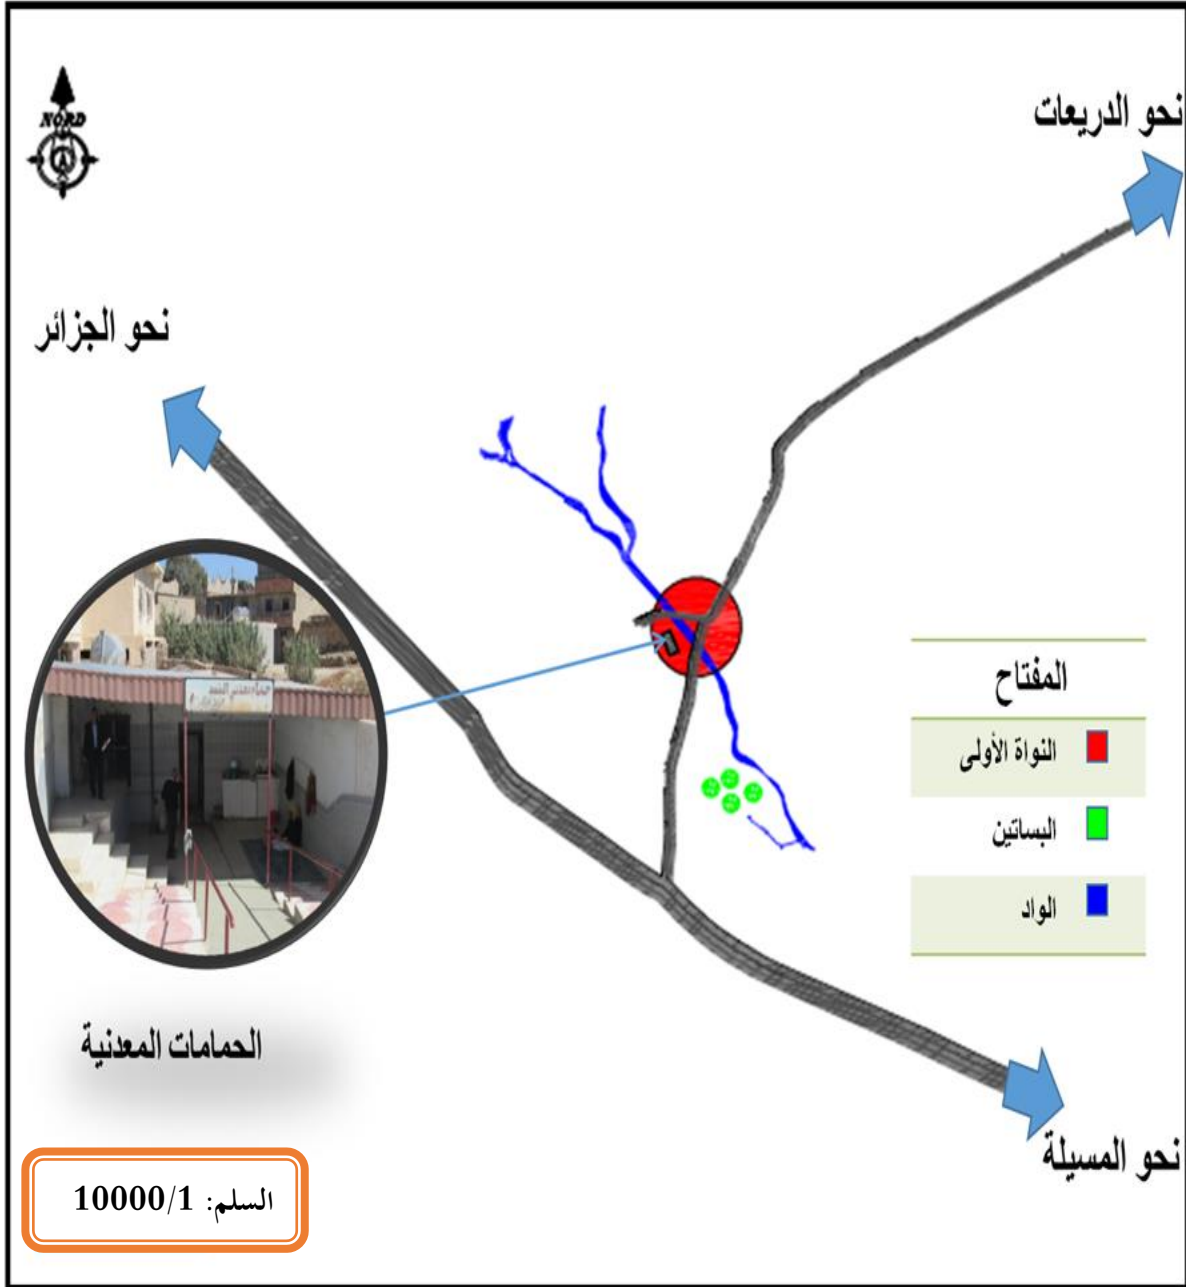 NORD
نحو الدريعات
نحو الجزائر
المفتاح
النواة الأولى
البساتين
الواد
الحمامات المعدنية
نحو المسيلة
السلم: 10000/1